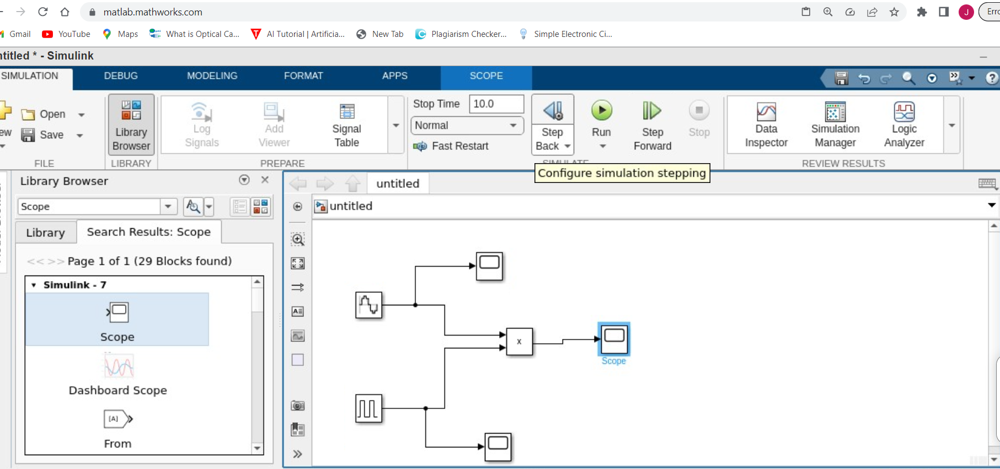 matlab.mathworks.com
J
Erro
Gmail
YouTube
Maps
What is Optical Ca...
AI Tutorial | Artificia...
New Tab
Plagiarism Checker...
Simple Electronic Ci...
ntitled * - Simulink
SIMULATION
DEBUG
MODELING
FORMAT
APPS
SCOPE
ew
Open
Save
FILE
Library
Browser
LIBRARY
Log
Signals
Add
Viewer
Signal
Table
PREPARE
Stop Time
10.0
Normal
Fast Restart
Step
Back
Run
Step
Forward
Stop
SIMULATE
Configure simulation stepping
Data
Inspector
Simulation
Manager
Logic
Analyzer
REVIEW RESULTS
Library Browser
Scope
Library
Search Results: Scope
<< >> Page 1 of 1 (29 Blocks found)
Simulink - 7
Scope
Dashboard Scope
[A]
From
untitled
untitled
x
Scope